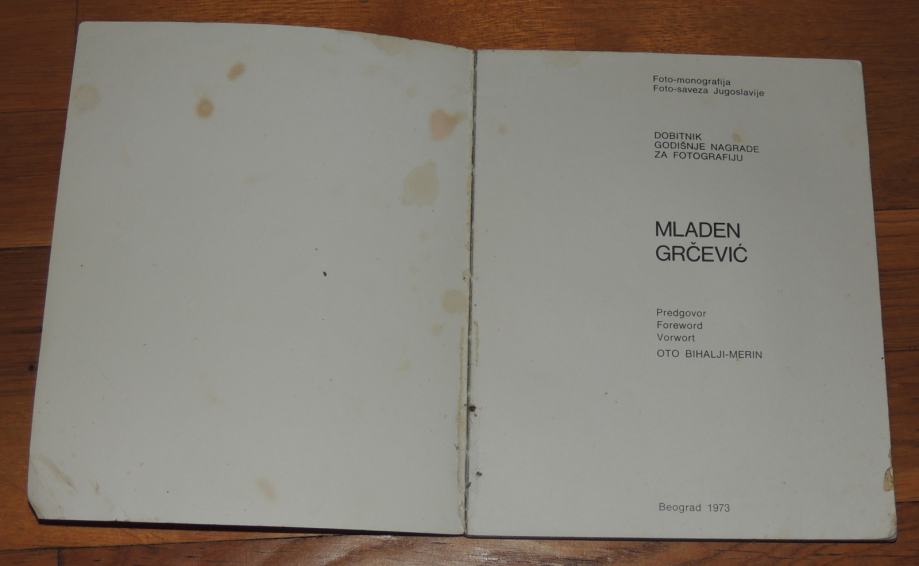 Foto-monografija
Foto-saveza Jugoslavije
DOBITNIK
GODIŠNJE NAGRADE
ZA FOTOGRAFIJU
MLADEN
GRČEVIĆ
Predgovor
Foreword
Vorwort
OTO BIHALJI-MERIN
Beograd 1973